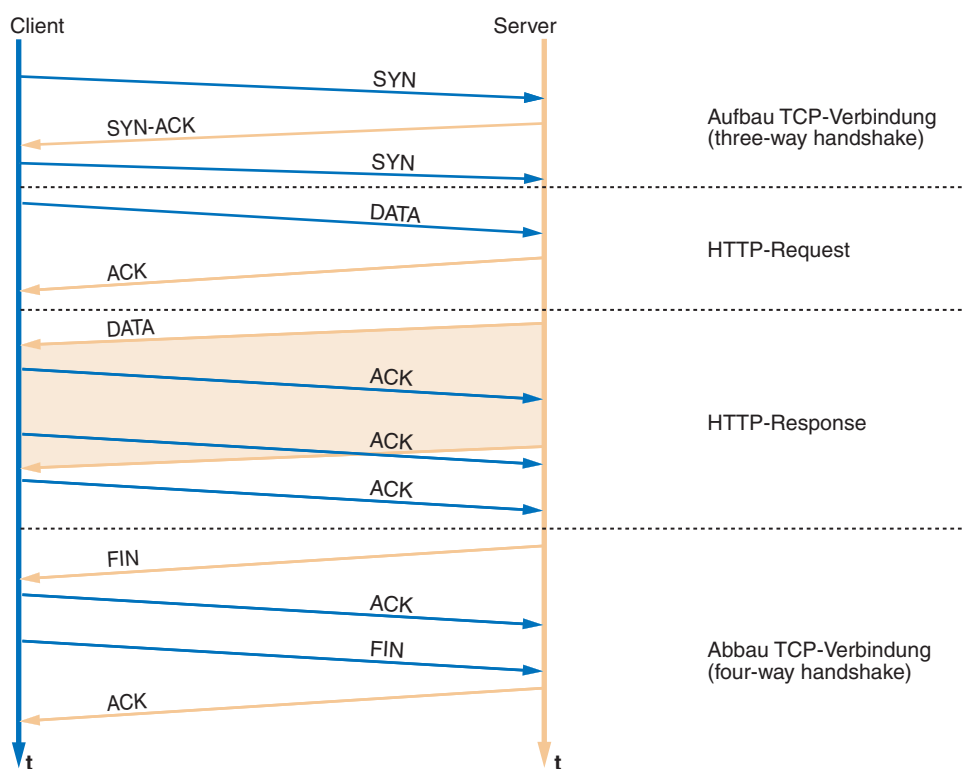 Client
Server
SYN
SYN-ACK
Aufbau TCP-Verbindung
(three-way handshake)
SYN
DATA
HTTP-Request
ACK
DATA
ACK
HTTP-Response
ACK
ACK
FIN
ACK
FIN
Abbau TCP-Verbindung
(four-way handshake)
ACK
t
t